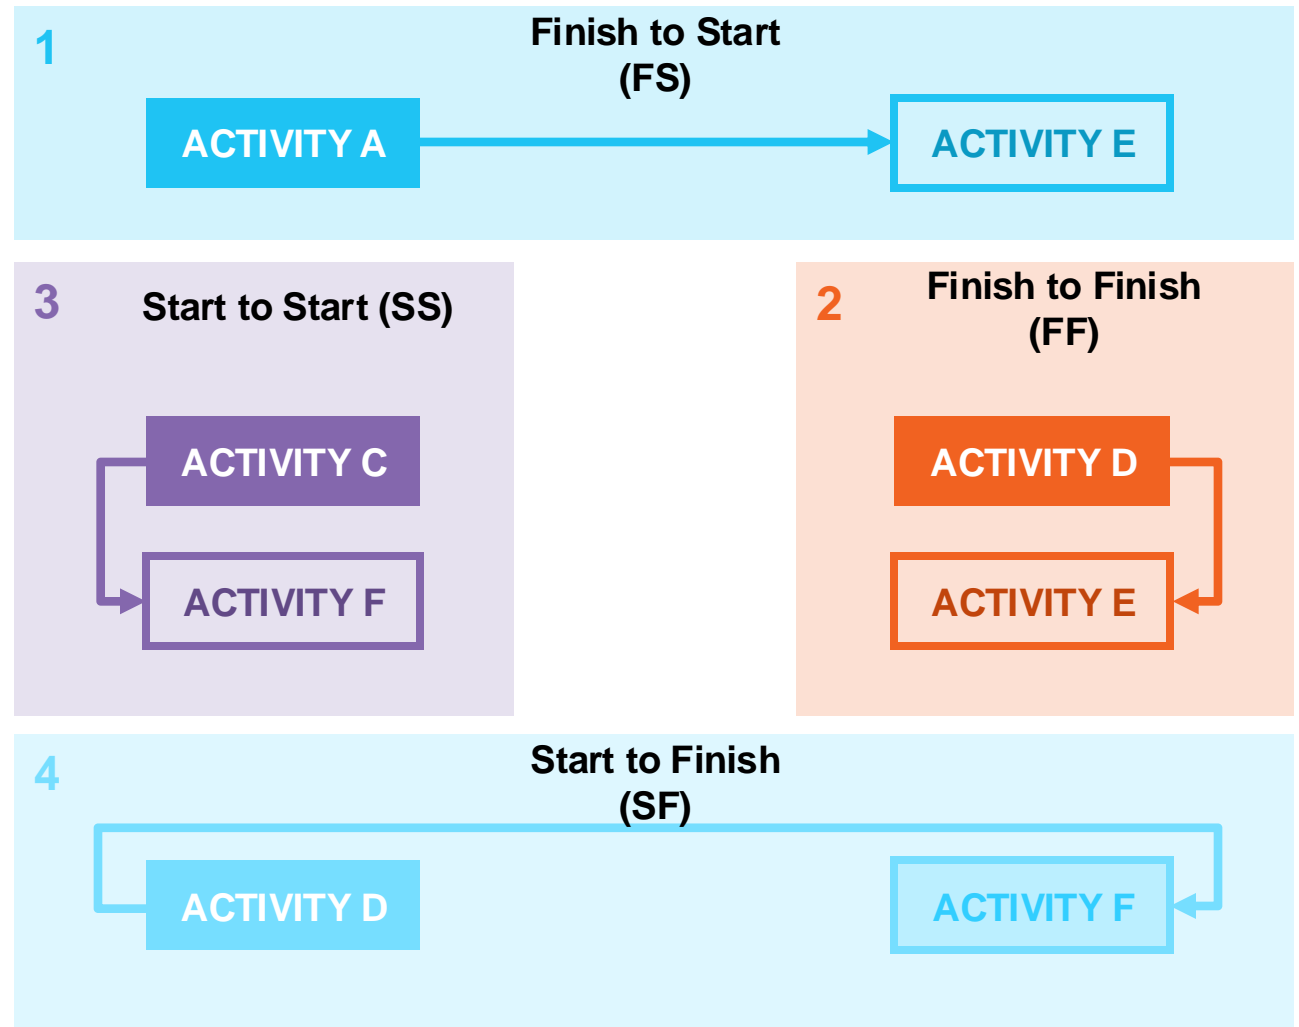 1
Finish to Start
(FS)
ACTIVITY A
ACTIVITY E
3
Start to Start (SS)
ACTIVITY C
ACTIVITY F
2
Finish to Finish
(FF)
ACTIVITY D
ACTIVITY E
4
Start to Finish
(SF)
ACTIVITY D
ACTIVITY F